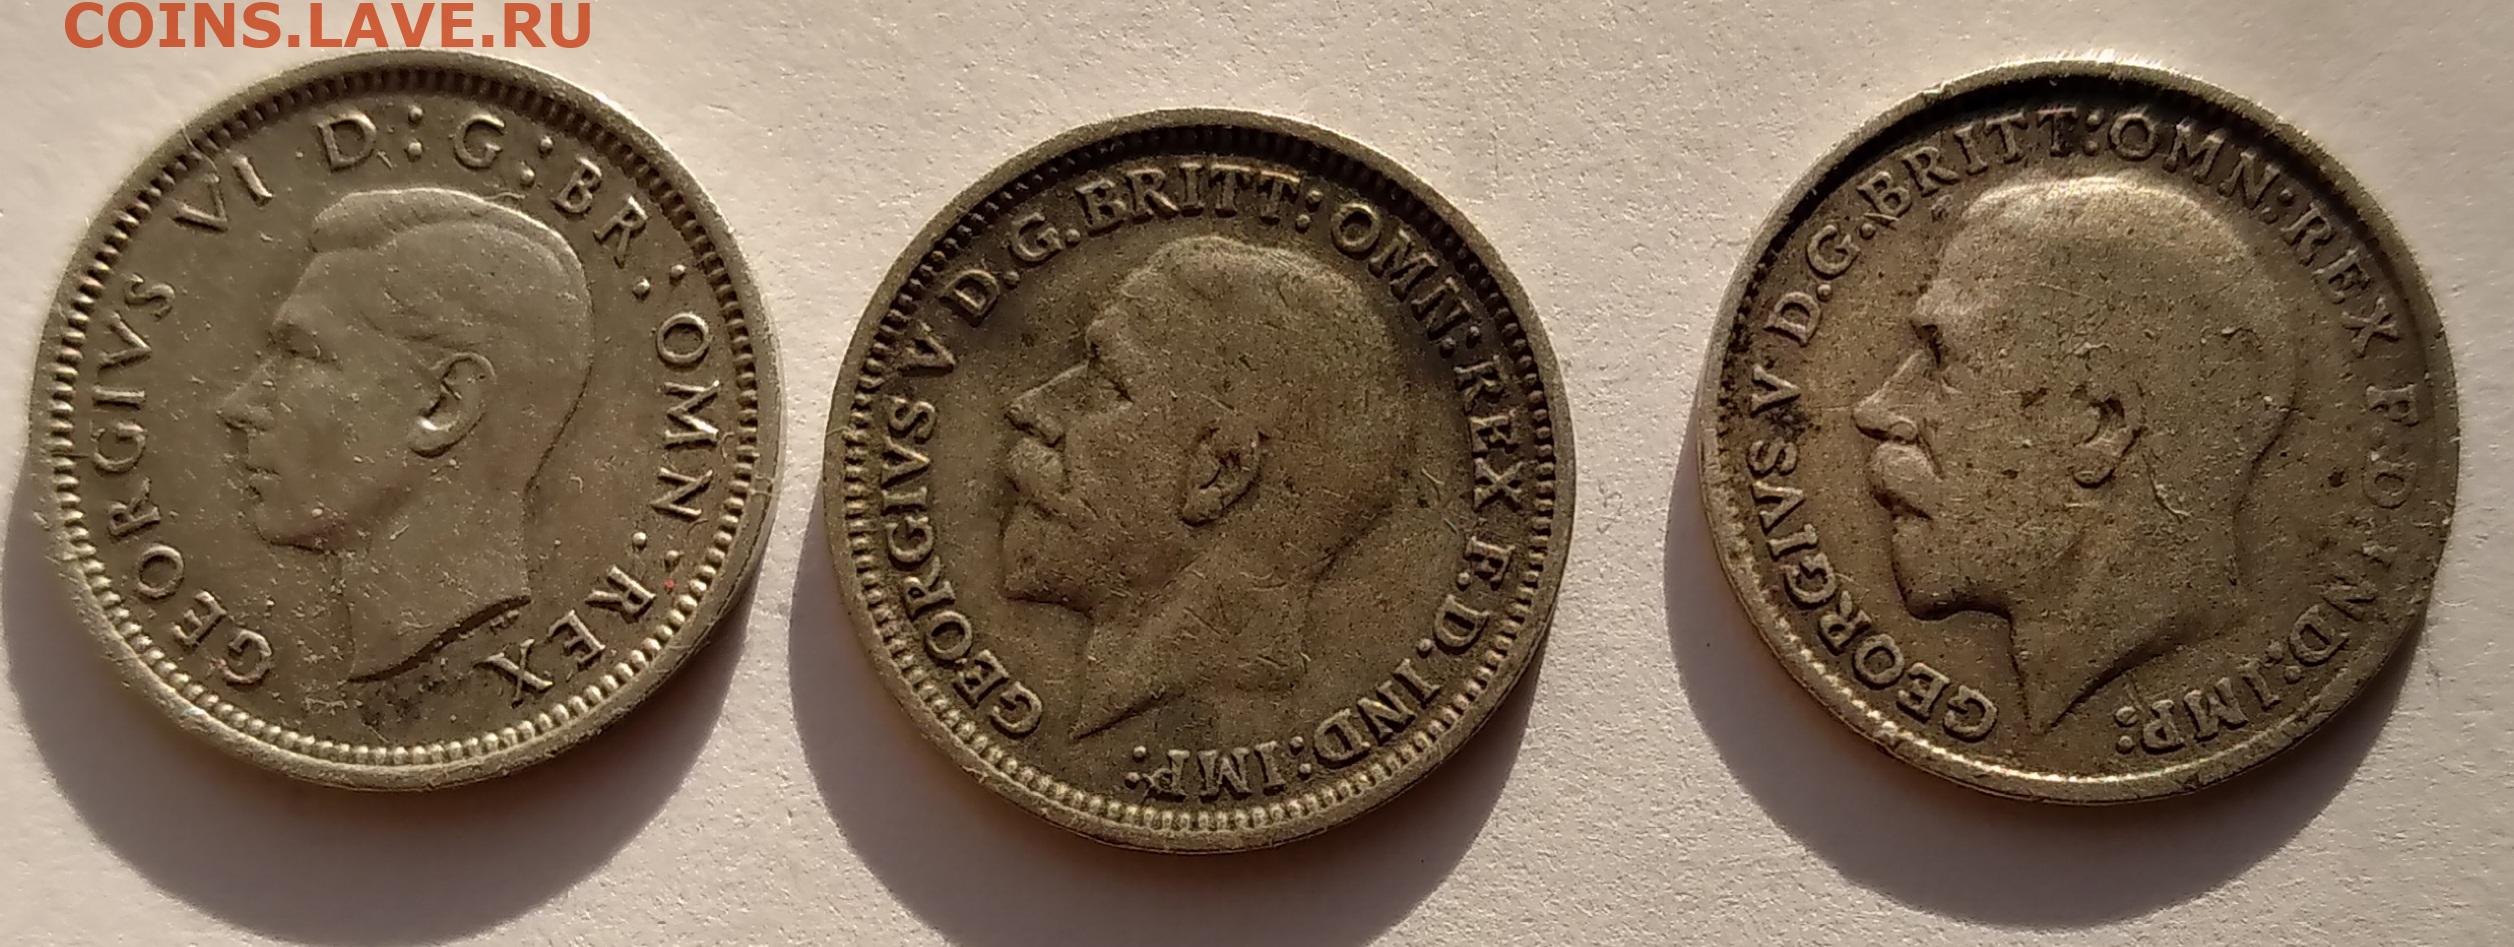 COINS.LAVE.RU
GEORGIVS VI D:G:BR:OMN:REX
GEORGIVS V D.G.BRITT:OMN:REX F.D.IND:IMP:
GEORGIVS V D.G.BRITT:OMN:REX F.D.IND:IMP: